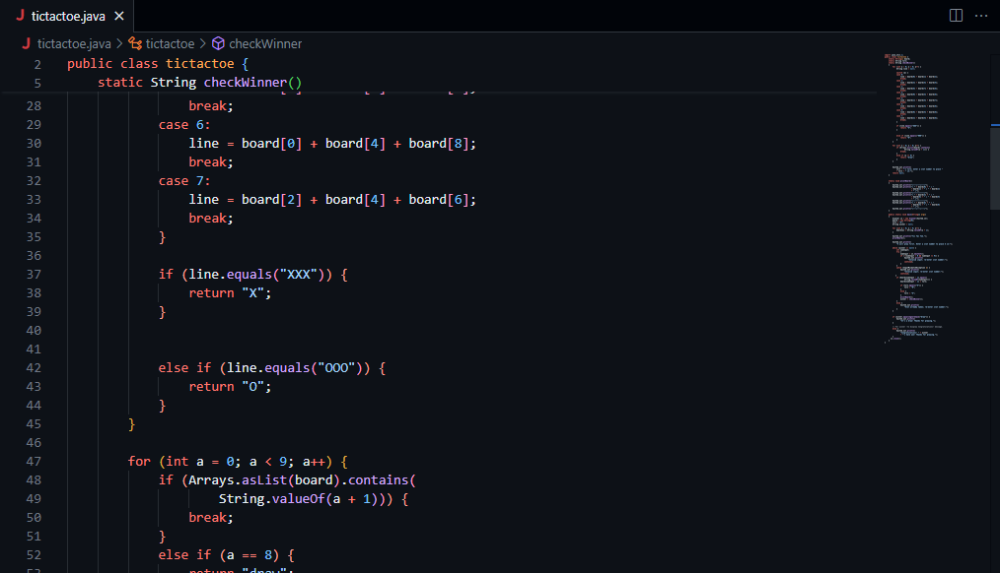 J tictactoe.java ×
J tictactoe.java > tictactoe > checkWinner
2 public class tictactoe {
5 static String checkWinner()
28 break;
29 case 6:
30 line = board[0] + board[4] + board[8];
31 break;
32 case 7:
33 line = board[2] + board[4] + board[6];
34 break;
35 }
36
37 if (line.equals("XXX")) {
38 return "X";
39 }
40
41
42 else if (line.equals("OOO")) {
43 return "O";
44 }
45 }
46
47 for (int a = 0; a < 9; a++) {
48 if (Arrays.asList(board).contains(
49 String.valueOf(a + 1))) {
50 break;
51 }
52 else if (a == 8) {
53 return "draw";